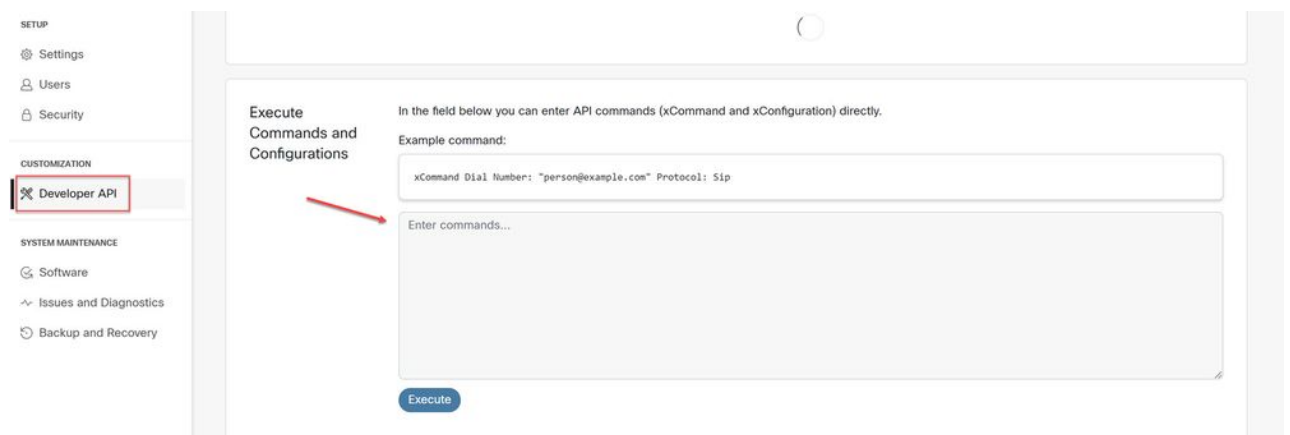 SETUP
Settings
Users
Security
CUSTOMIZATION
Developer API
SYSTEM MAINTENANCE
Software
Issues and Diagnostics
Backup and Recovery
Execute
Commands and
Configurations
In the field below you can enter API commands (xCommand and xConfiguration) directly.
Example command:
xCommand Dial Number: "person@example.com" Protocol: Sip
Enter commands...
Execute